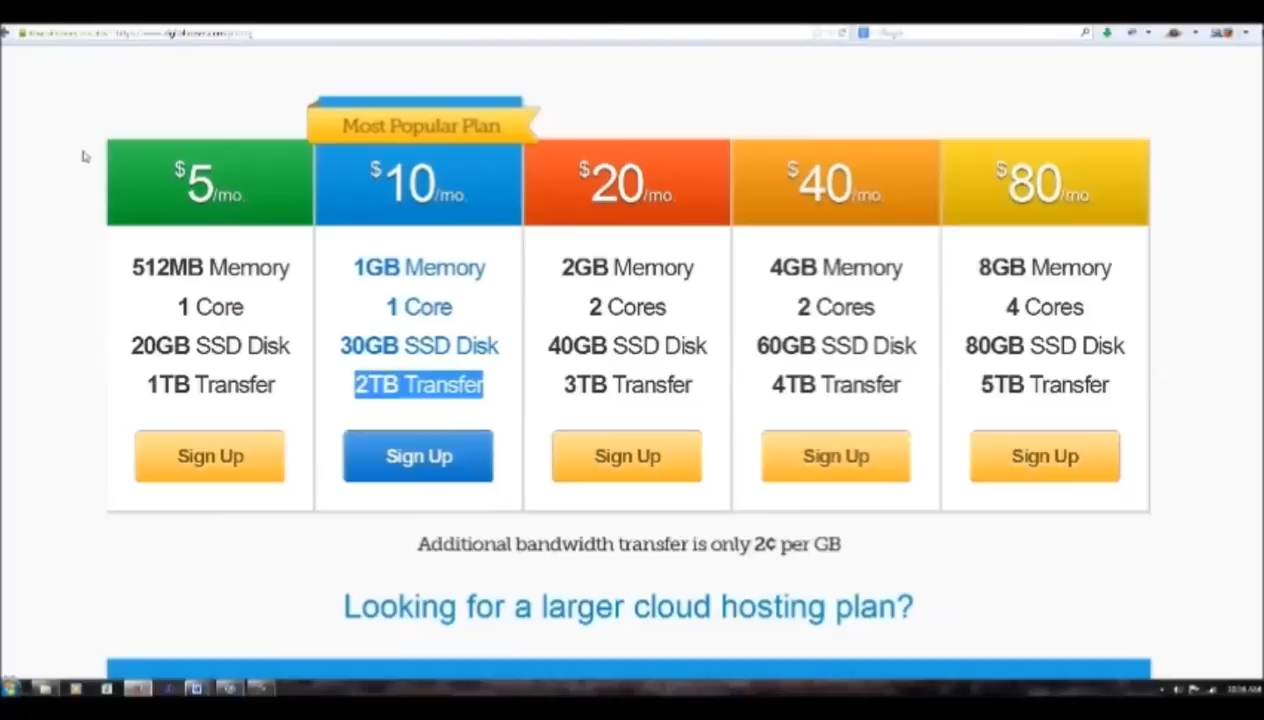 Most Popular Plan
$5/mo.
$10/mo.
$20/mo.
$40/mo.
$80/mo.
512MB Memory
1 Core
20GB SSD Disk
1TB Transfer
Sign Up
1GB Memory
1 Core
30GB SSD Disk
2TB Transfer
Sign Up
2GB Memory
2 Cores
40GB SSD Disk
3TB Transfer
Sign Up
4GB Memory
2 Cores
60GB SSD Disk
4TB Transfer
Sign Up
8GB Memory
4 Cores
80GB SSD Disk
5TB Transfer
Sign Up
Additional bandwidth transfer is only 2¢ per GB
Looking for a larger cloud hosting plan?